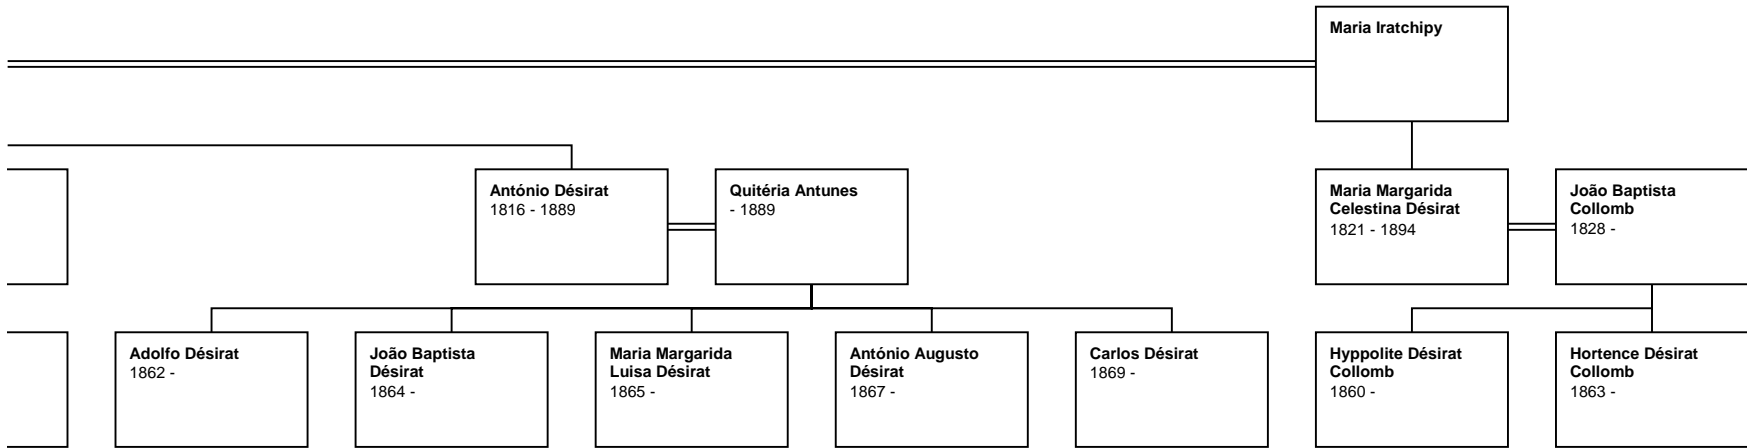 Maria Iratchipy
António Désirat
1816 - 1889
Quitéria Antunes
- 1889
Maria Margarida
Celestina Désirat
1821 - 1894
João Baptista
Collomb
1828 -
Adolfo Désirat
1862 -
João Baptista
Désirat
1864 -
Maria Margarida
Luisa Désirat
1865 -
António Augusto
Désirat
1867 -
Carlos Désirat
1869 -
Hyppolite Désirat
Collomb
1860 -
Hortence Désirat
Collomb
1863 -